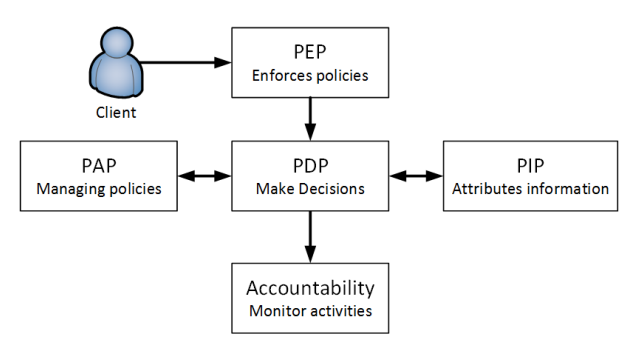 PEP
Enforces policies
Client
PAP
Managing policies
PDP
Make Decisions
PIP
Attributes information
Accountability
Monitor activities